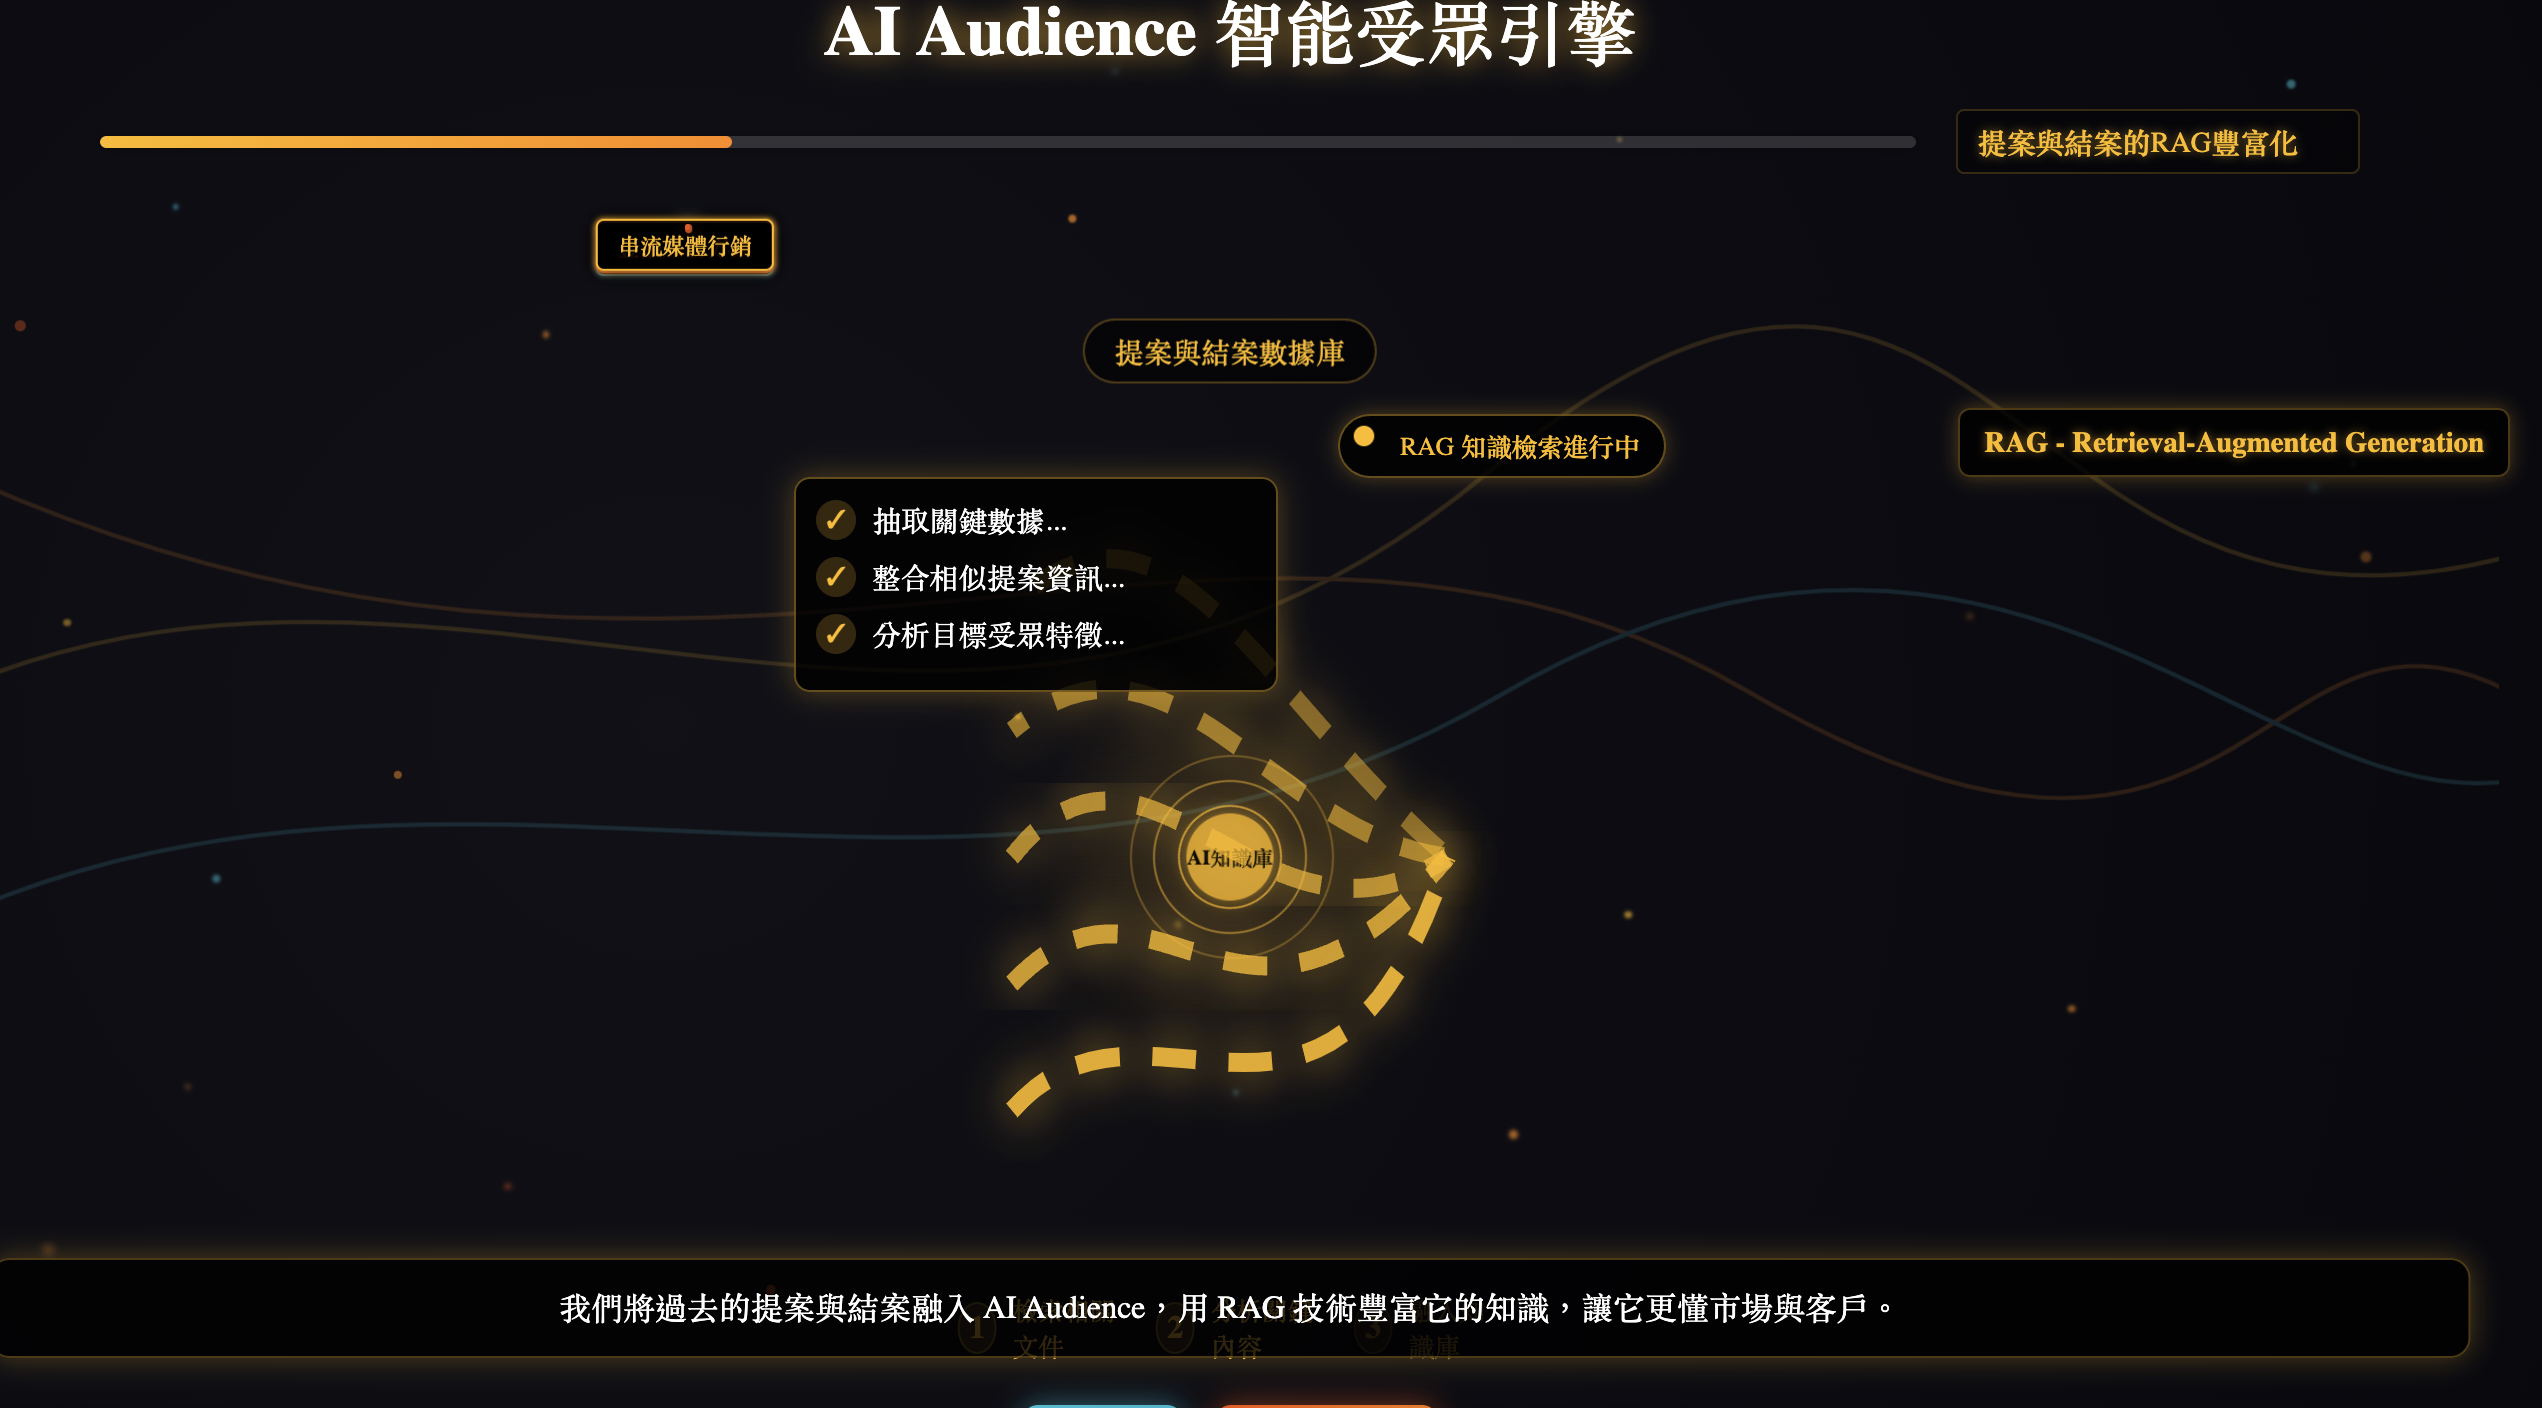 AI Audience 智能受眾引擎
提案與結案的RAG豐富化
串流媒體行銷
提案與結案數據庫
RAG 知識檢索進行中
RAG - Retrieval-Augmented Generation
✓ 抽取關鍵數據...
✓ 整合相似提案資訊...
✓ 分析目標受眾特徵...
AI知識庫
我們將過去的提案與結案融入 AI Audience，用 RAG 技術豐富它的知識，讓它更懂市場與客戶。
1 2 3
文件 內容 識庫